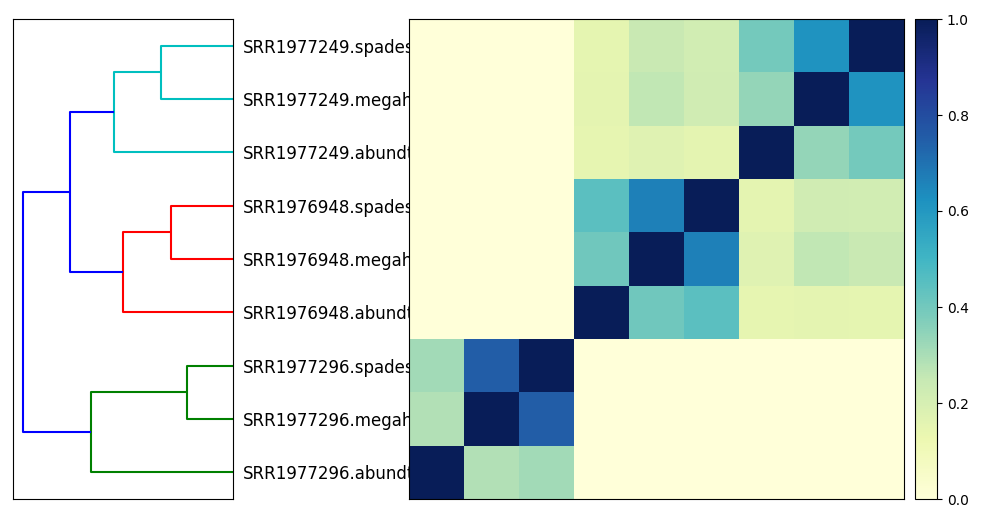 SRR1977249.spades
SRR1977249.megah
SRR1977249.abundt
SRR1976948.spades
SRR1976948.megah
SRR1976948.abundt
SRR1977296.spades
SRR1977296.megah
SRR1977296.abundt
1.0
0.8
0.6
0.4
0.2
0.0